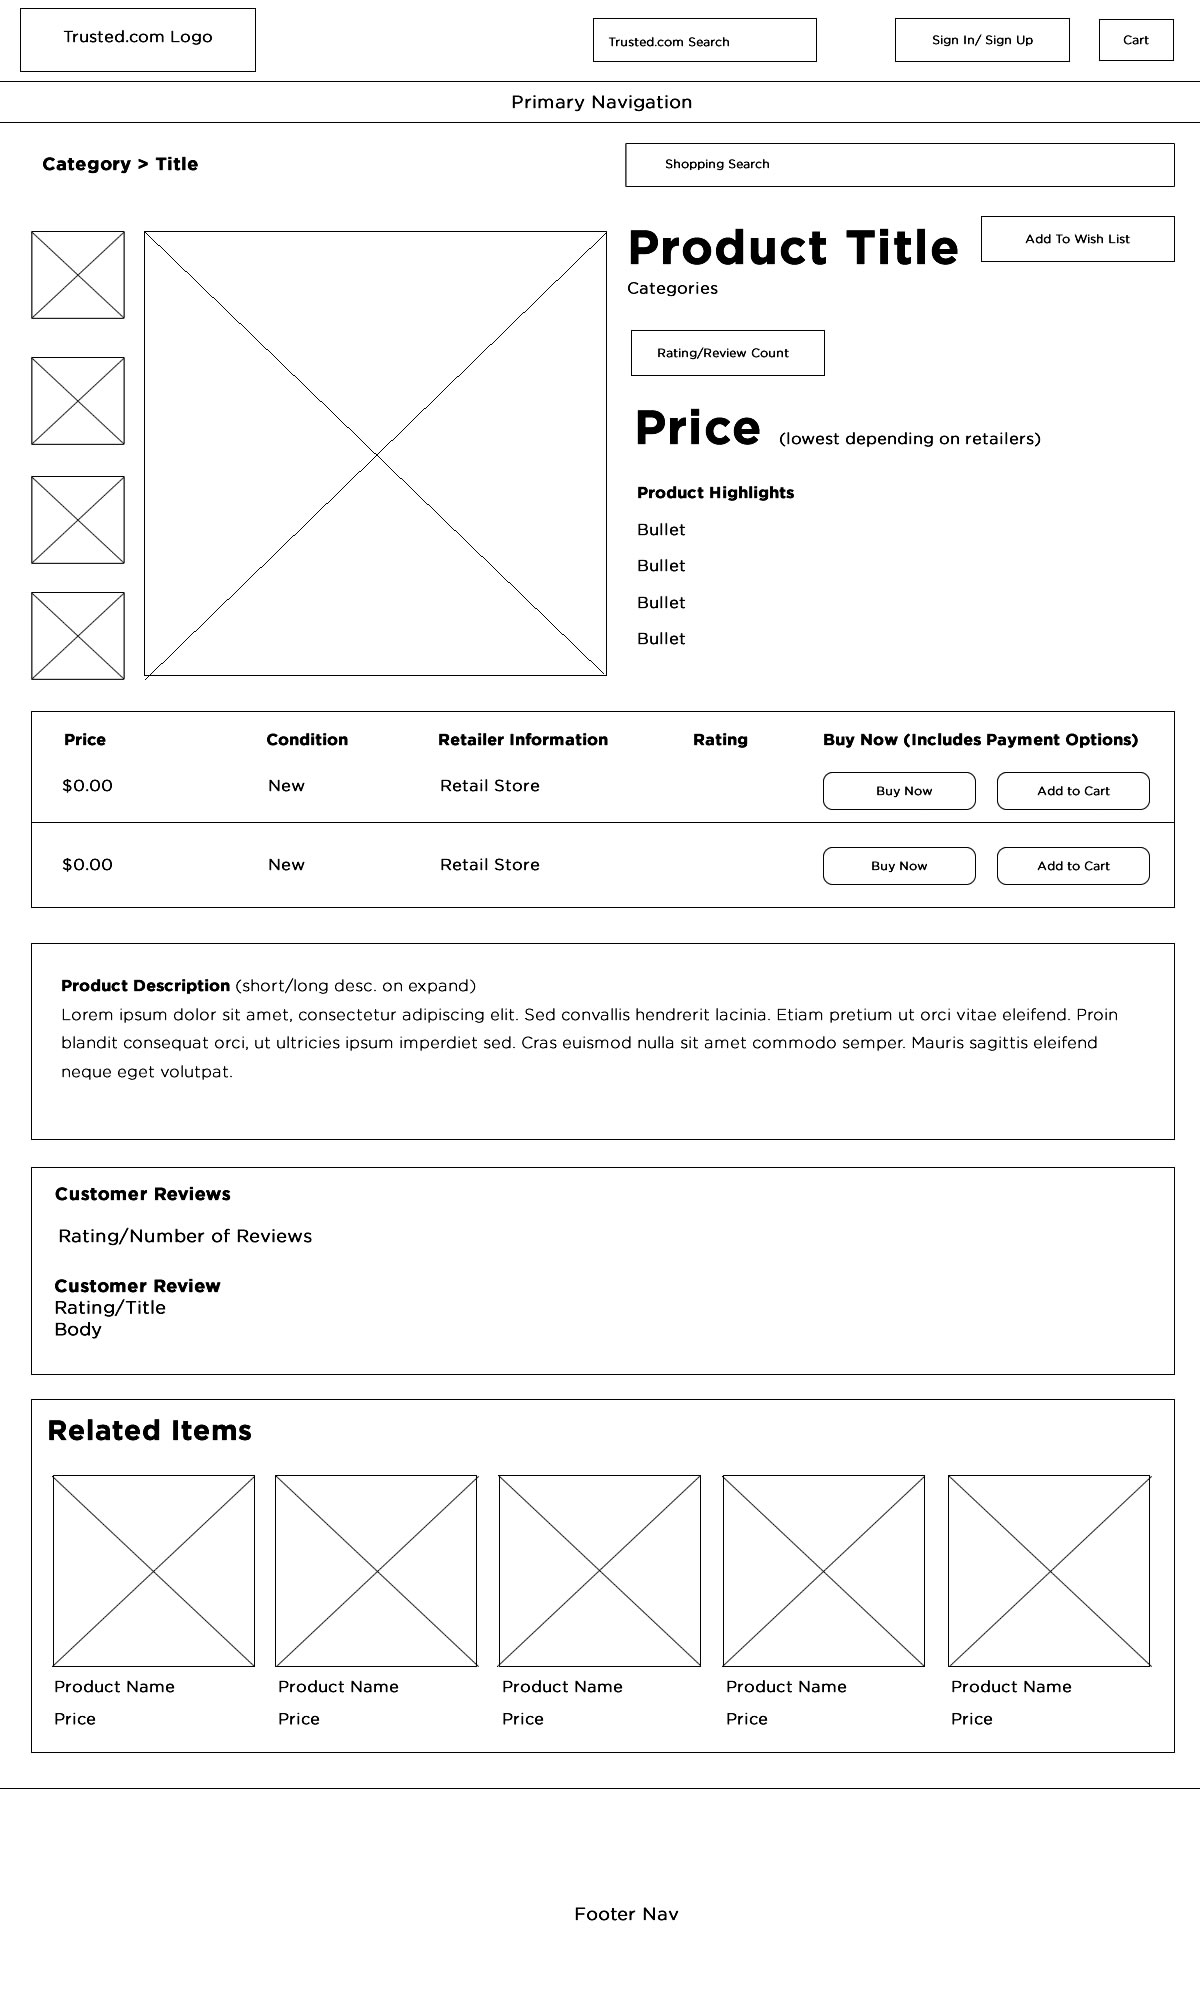 Trusted.com Logo
Trusted.com Search
Sign In/ Sign Up
Cart
Primary Navigation
Category > Title
Shopping Search
Product Title
Add To Wish List
Categories
Rating/Review Count
Price (lowest depending on retailers)
Product Highlights
Bullet
Bullet
Bullet
Bullet
Price Condition Retailer Information Rating Buy Now (Includes Payment Options)
$0.00 New Retail Store Buy Now Add to Cart
$0.00 New Retail Store Buy Now Add to Cart
Product Description (short/long desc. on expand)
Lorem ipsum dolor sit amet, consectetur adipiscing elit. Sed convallis hendrerit lacinia. Etiam pretium ut orci vitae eleifend. Proin
blandit consequat orci, ut ultricies ipsum imperdiet sed. Cras euismod nulla sit amet commodo semper. Mauris sagittis eleifend
neque eget volutpat.
Customer Reviews
Rating/Number of Reviews
Customer Review
Rating/Title
Body
Related Items
Product Name Product Name Product Name Product Name Product Name
Price Price Price Price Price
Footer Nav